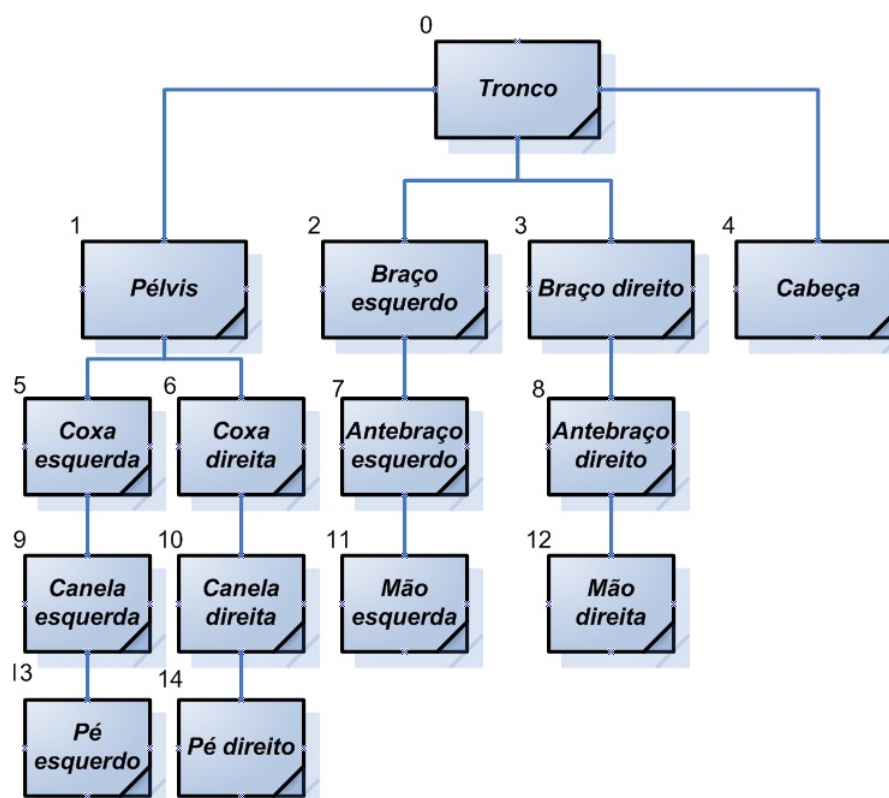 0
Tronco
1
2
3
4
Pélvis
Braço
esquerdo
Braço direito
Cabeça
5
6
7
8
Coxa
esquerda
Coxa
direita
Antebraço
esquerdo
Antebraço
direito
9
10
11
12
Canela
esquerda
Canela
direita
Mão
esquerda
Mão
direita
13
14
Pé
esquerdo
Pé direito